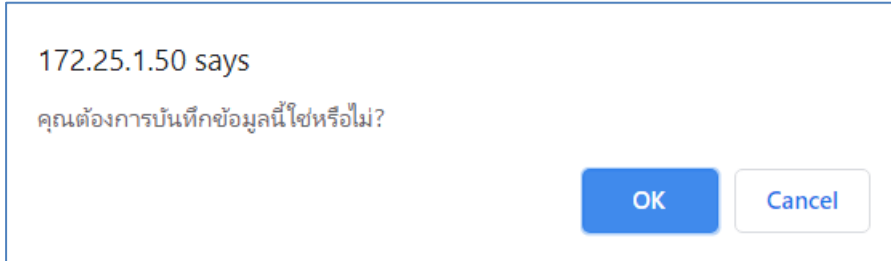 172.25.1.50 says
คุณต้องการบันทึกข้อมูลนี้ใช่หรือไม่?
OK Cancel